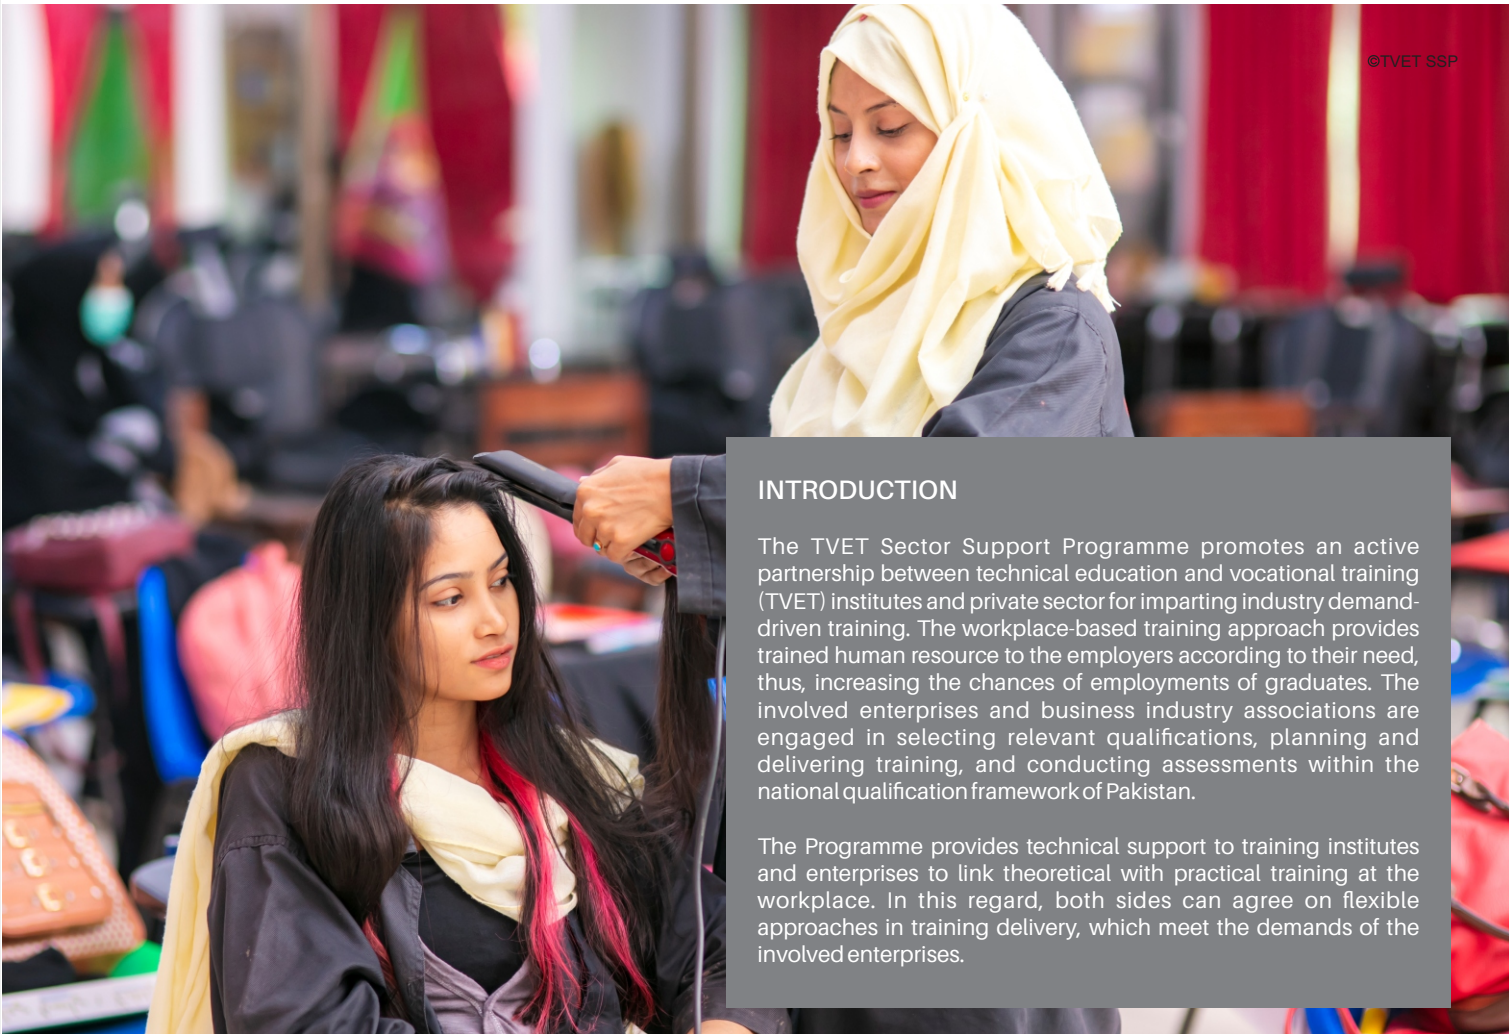 ©TVET SSP
INTRODUCTION
The TVET Sector Support Programme promotes an active
partnership between technical education and vocational training
(TVET) institutes and private sector for imparting industry demand-
driven training. The workplace-based training approach provides
trained human resource to the employers according to their need,
thus, increasing the chances of employments of graduates. The
involved enterprises and business industry associations are
engaged in selecting relevant qualifications, planning and
delivering training, and conducting assessments within the
national qualification framework of Pakistan.
The Programme provides technical support to training institutes
and enterprises to link theoretical with practical training at the
workplace. In this regard, both sides can agree on flexible
approaches in training delivery, which meet the demands of the
involved enterprises.